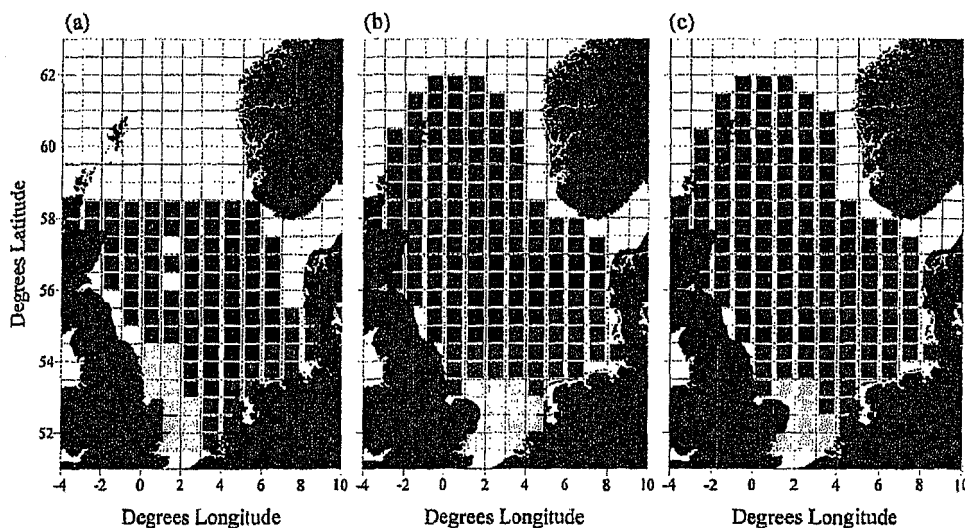 (a) (b) (c)
62
60
58
56
54
52
Degrees Latitude
-4 -2 0 2 4 6 8 10
-4 -2 0 2 4 6 8 10
-4 -2 0 2 4 6 8 10
Degrees Longitude
Degrees Longitude
Degrees Longitude